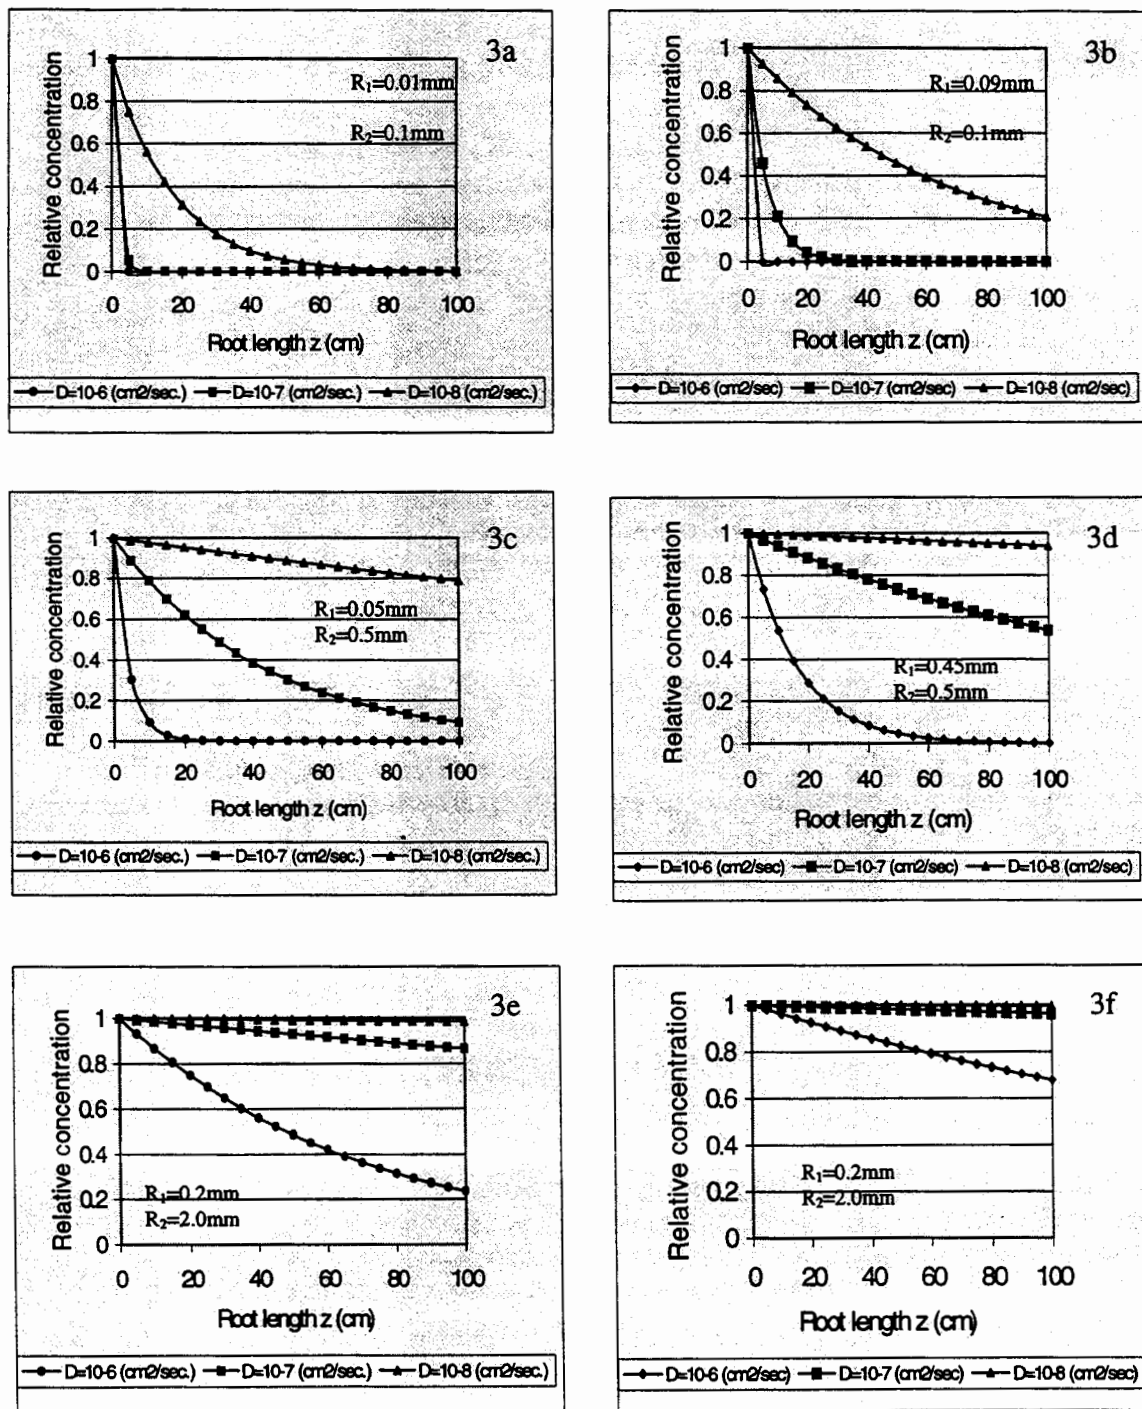 3a
Relative concentration
1
0.8
0.6
0.4
0.2
0
R₁=0.01mm
R₂=0.1mm
0 20 40 60 80 100
Root length z (cm)
D=10-6 (cm2/sec.) D=10-7 (cm2/sec.) D=10-8 (cm2/sec.)
3b
Relative concentration
1
0.8
0.6
0.4
0.2
0
R₁=0.09mm
R₂=0.1mm
0 20 40 60 80 100
Root length z (cm)
D=10-6 (cm2/sec) D=10-7 (cm2/sec) D=10-8 (cm2/sec)
3c
Relative concentration
1
0.8
0.6
0.4
0.2
0
R₁=0.05mm
R₂=0.5mm
0 20 40 60 80 100
Root length z (cm)
D=10-6 (cm2/sec.) D=10-7 (cm2/sec.) D=10-8 (cm2/sec.)
3d
Relative concentration
1
0.8
0.6
0.4
0.2
0
R₁=0.45mm
R₂=0.5mm
0 20 40 60 80 100
Root length z (cm)
D=10-6 (cm2/sec) D=10-7 (cm2/sec) D=10-8 (cm2/sec)
3e
Relative concentration
1
0.8
0.6
0.4
0.2
0
R₁=0.2mm
R₂=2.0mm
0 20 40 60 80 100
Root length z (cm)
D=10-6 (cm2/sec.) D=10-7 (cm2/sec.) D=10-8 (cm2/sec.)
3f
Relative concentration
1
0.8
0.6
0.4
0.2
0
R₁=0.2mm
R₂=2.0mm
0 20 40 60 80 100
Root length z (cm)
D=10-6 (cm2/sec) D=10-7 (cm2/sec) D=10-8 (cm2/sec)